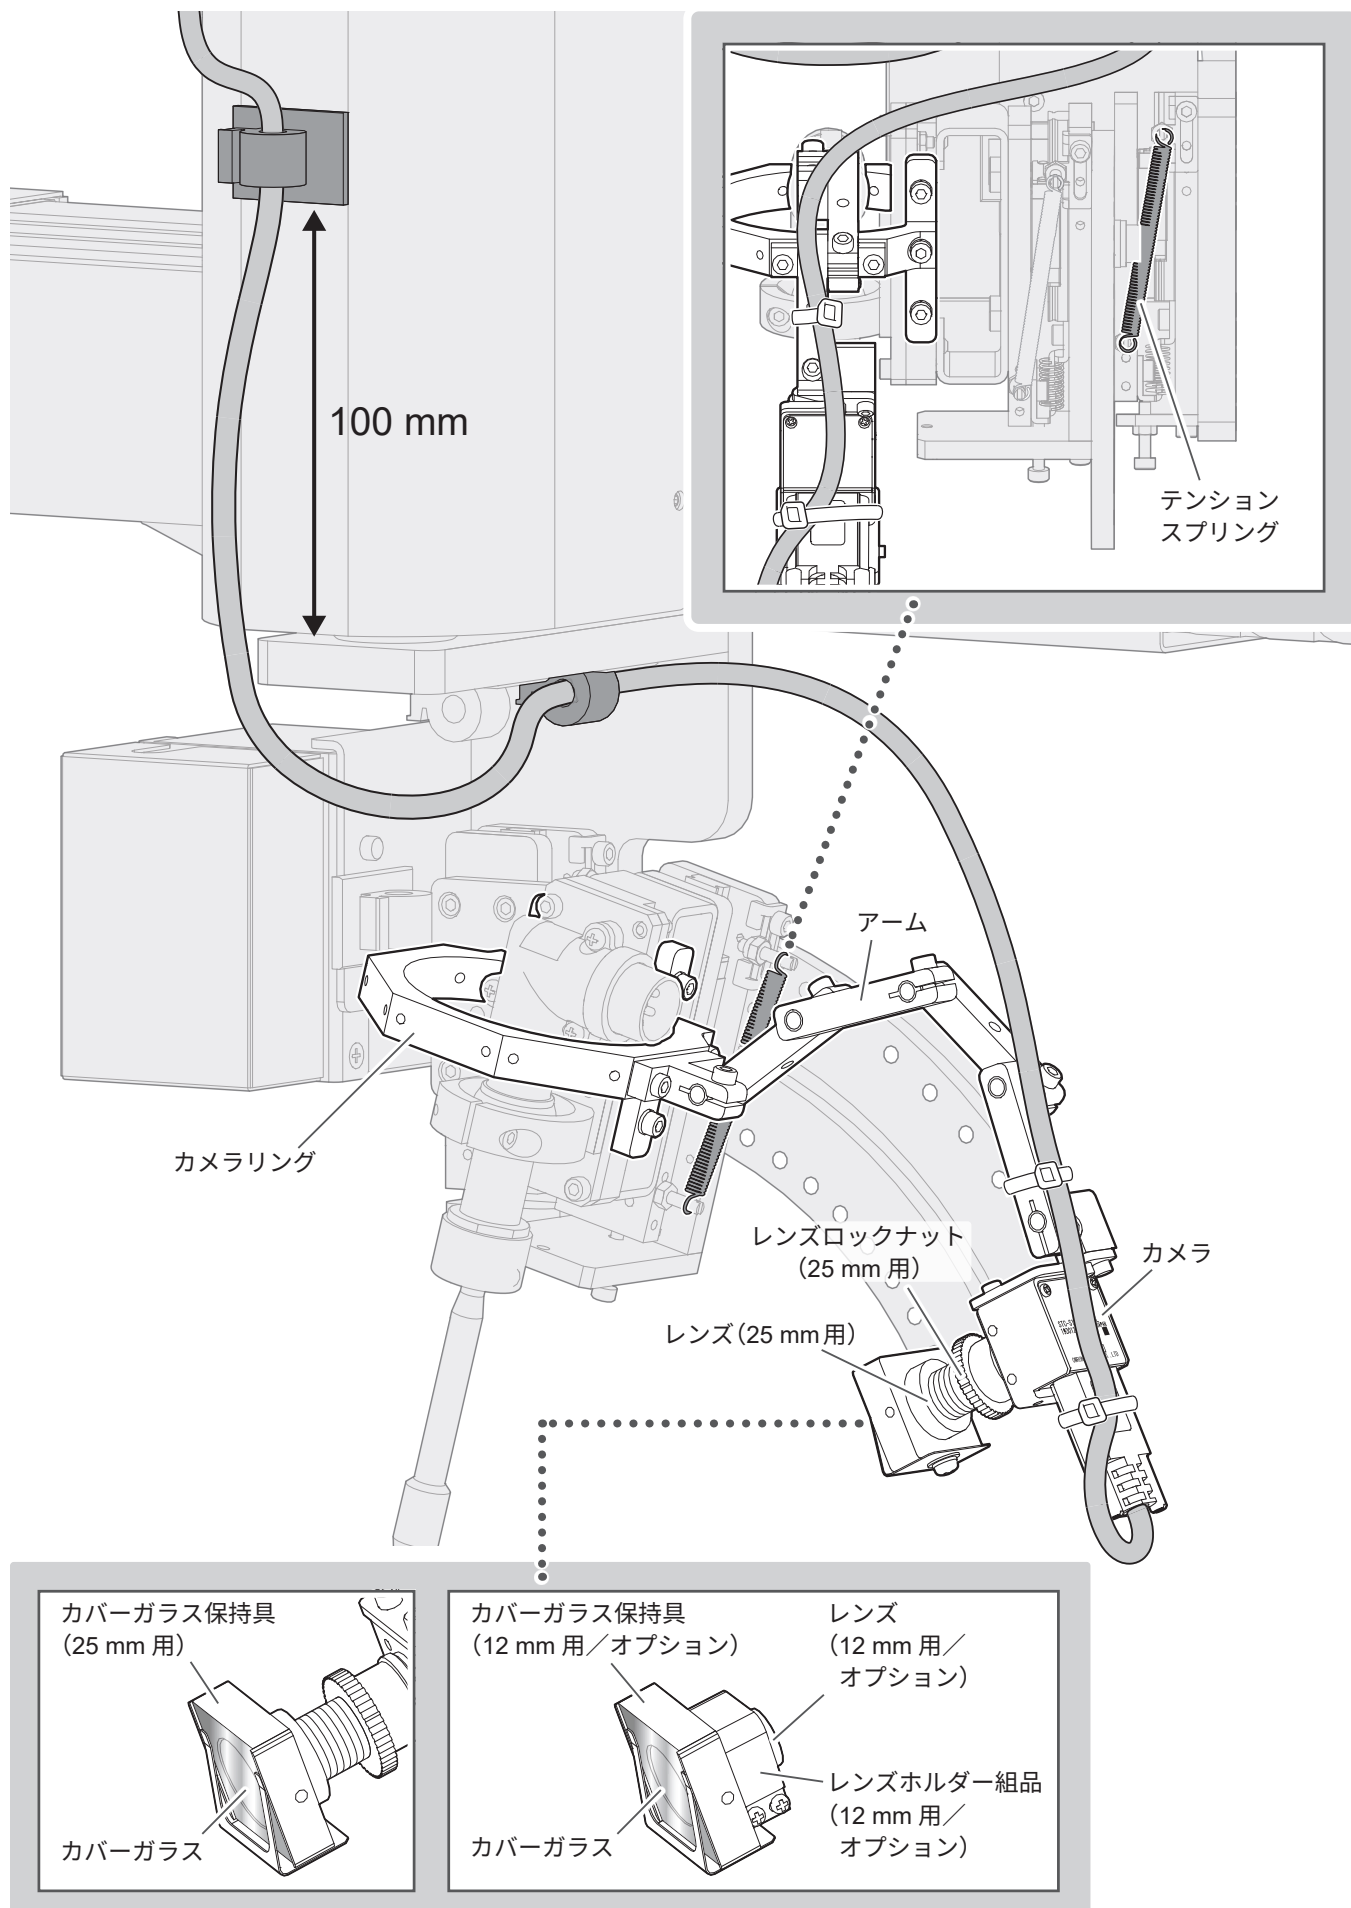 100 mm
テンション
スプリング
アーム
カメラリング
レンズロックナット
（25 mm 用）
カメラ
レンズ（25 mm用）
カバーガラス保持具
（25 mm 用）
カバーガラス
カバーガラス保持具
（12 mm 用／オプション）
レンズ
（12 mm 用／
オプション）
レンズホルダー組品
（12 mm 用／
オプション）
カバーガラス